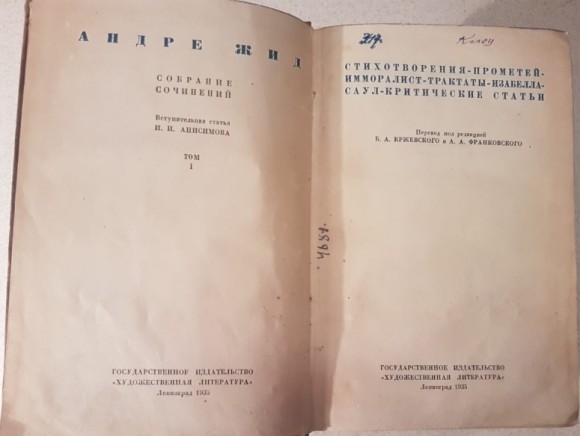 АНДРЕ ЖИД
СОБРАНИЕ
СОЧИНЕНИЙ
Вступительная статья
И. И. АНИСИМОВА
ТОМ
1
ГОСУДАРСТВЕННОЕ ИЗДАТЕЛЬСТВО
«ХУДОЖЕСТВЕННАЯ ЛИТЕРАТУРА»
Ленинград 1935
СТИХОТВОРЕНИЯ-ПРОМЕТЕЙ-
ИММОРАЛИСТ-ТРАКТАТЫ-ИЗАБЕЛЛА-
САУЛ-КРИТИЧЕСКИЕ СТАТЬИ
Перевод под редакцией
Б. А. КРЖЕВСКОГО и А. А. ФРАНКОВСКОГО
ГОСУДАРСТВЕННОЕ ИЗДАТЕЛЬСТВО
«ХУДОЖЕСТВЕННАЯ ЛИТЕРАТУРА»
Ленинград 1935